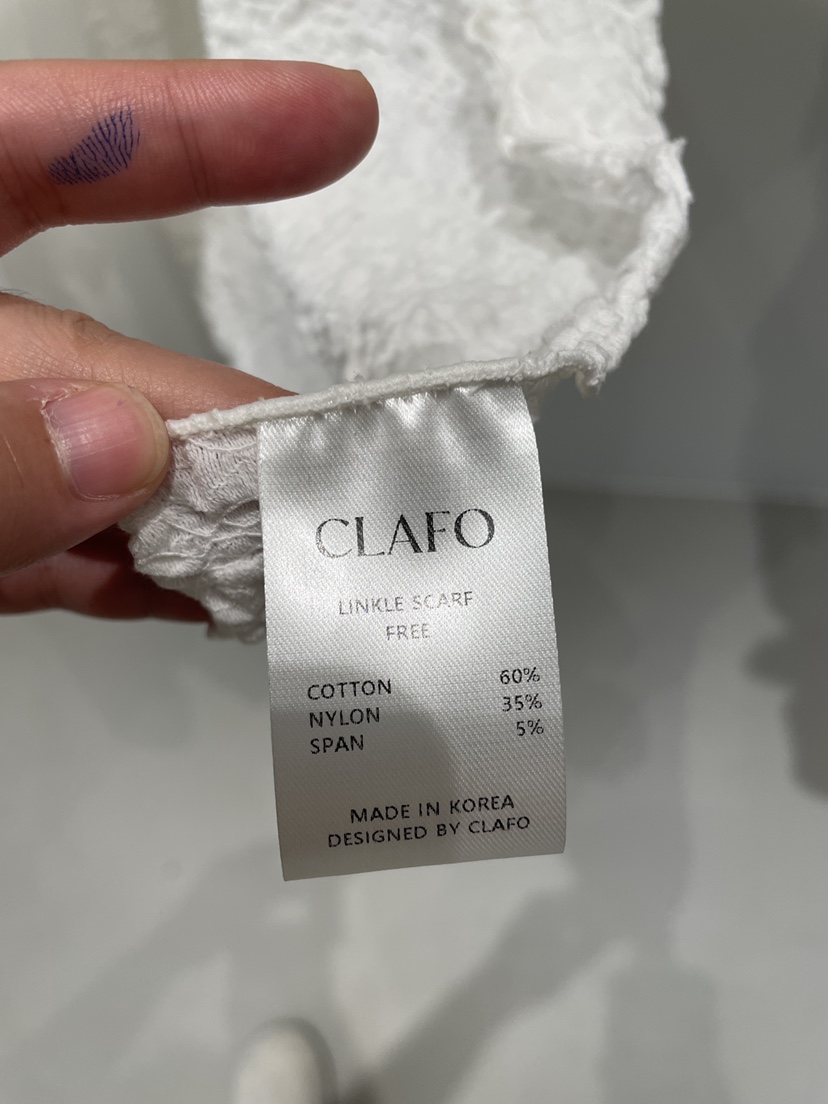 CLAFO
LINKLE SCARF
FREE
COTTON 60%
NYLON 35%
SPAN 5%
MADE IN KOREA
DESIGNED BY CLAFO